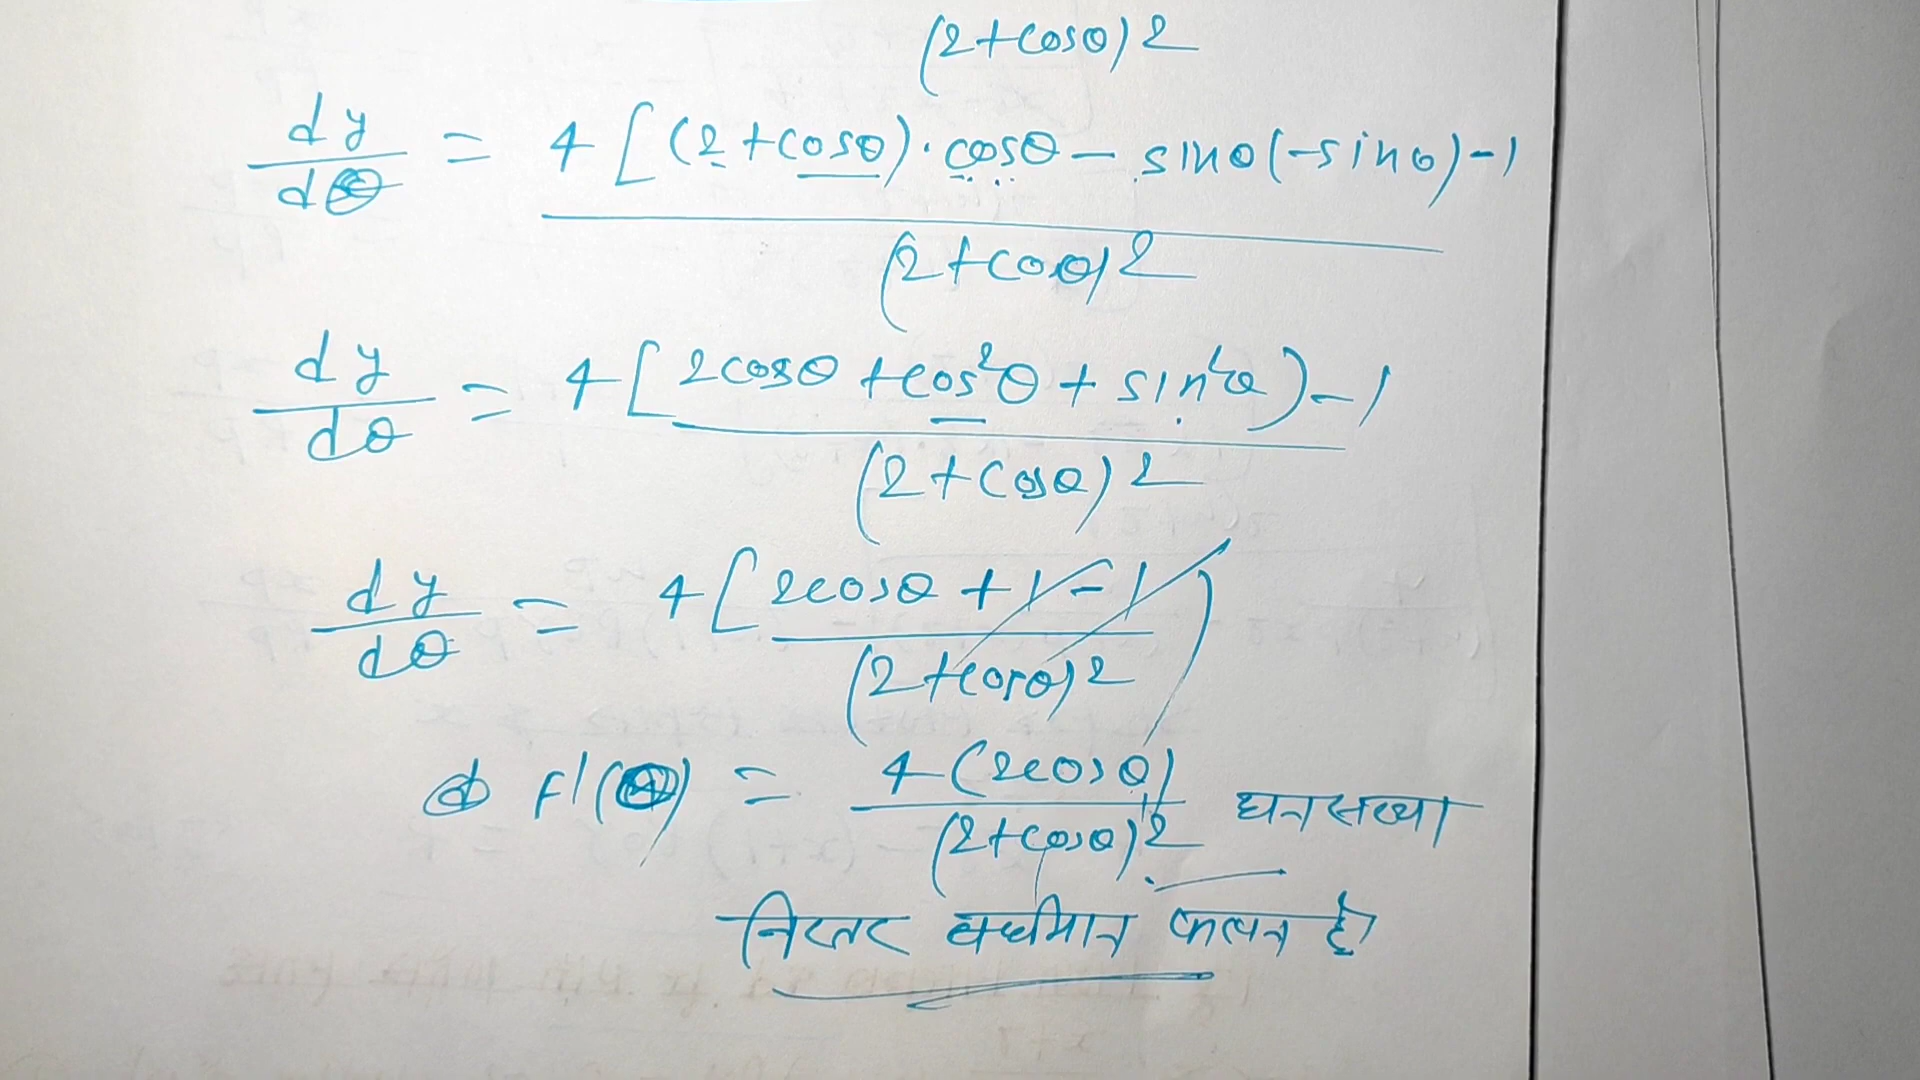 (2+cosθ)2
dy/dθ = 4[(2+cosθ)·cosθ - sinθ(-sinθ)-1
(2+cosθ)2
dy/dθ = 4[2cosθ+cos²θ+sin²θ)-1
(2+cosθ)2
dy/dθ = 4[2cosθ+1-1)
(2+cosθ)2
F'(θ) = 4(2cosθ)/(2+cosθ)2 धनसख्या
निरतर वर्धमान फलन है